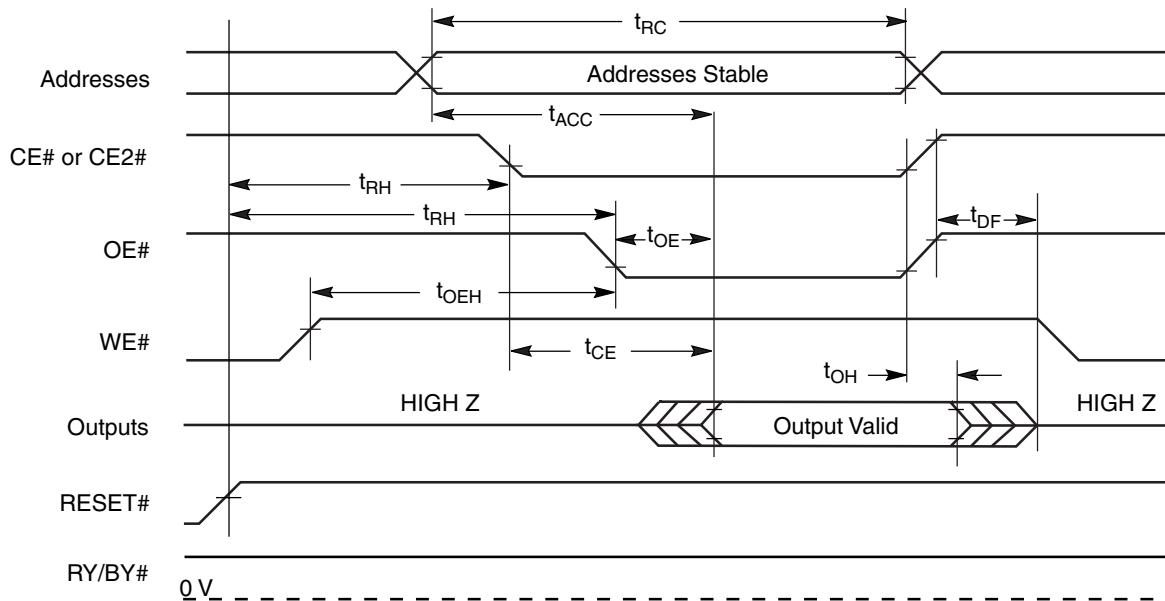 tRC
Addresses
Addresses Stable
tACC
CE# or CE2#
tRH
tRH
OE#
tOE
tDF
tOEH
WE#
tCE
tOH
HIGH Z
HIGH Z
Outputs
Output Valid
RESET#
RY/BY#
0 V